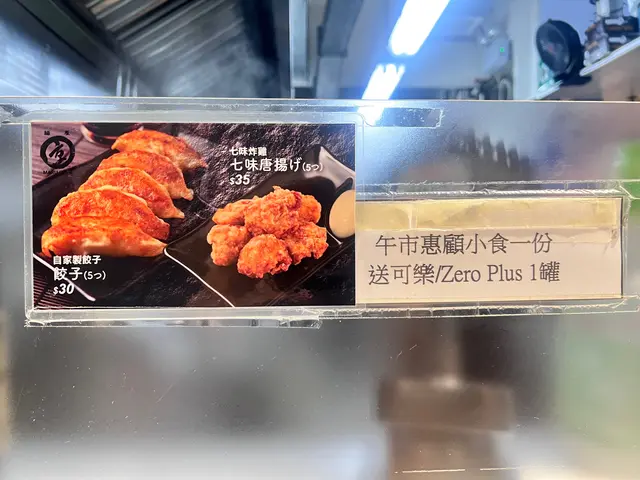 七味炸雞
七味唐揚げ(5つ)
$35
自家製餃子
餃子(5つ)
$30
午市惠顧小食一份
送可樂/Zero Plus 1罐